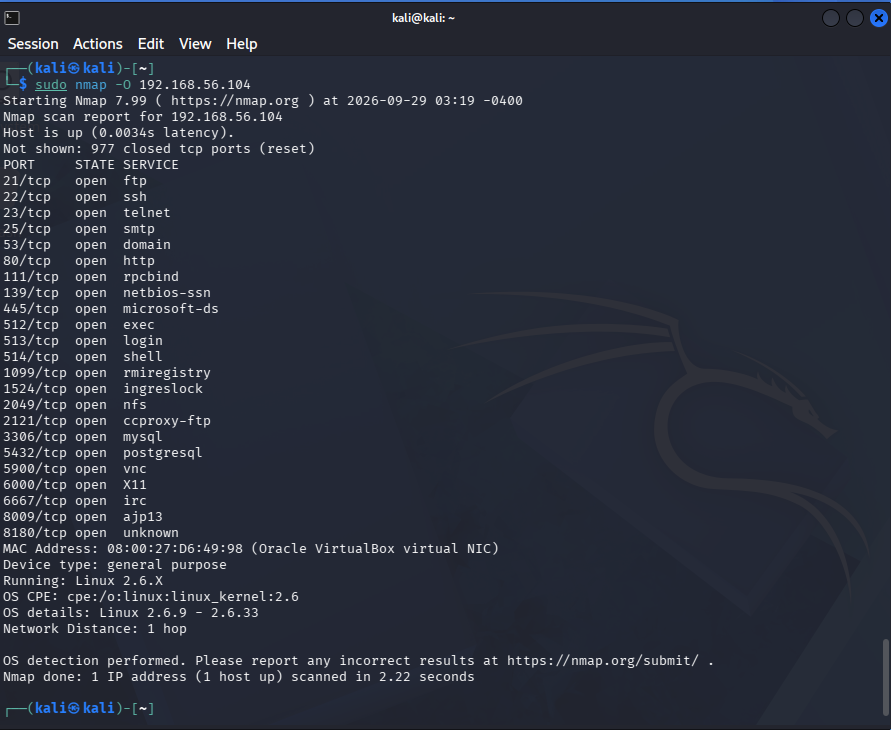 kali@kali: ~
Session Actions Edit View Help
┌──(kali㉿kali)-[~]
└─$ sudo nmap -O 192.168.56.104
Starting Nmap 7.99 ( https://nmap.org ) at 2026-09-29 03:19 -0400
Nmap scan report for 192.168.56.104
Host is up (0.0034s latency).
Not shown: 977 closed tcp ports (reset)
PORT     STATE SERVICE
21/tcp   open  ftp
22/tcp   open  ssh
23/tcp   open  telnet
25/tcp   open  smtp
53/tcp   open  domain
80/tcp   open  http
111/tcp  open  rpcbind
139/tcp  open  netbios-ssn
445/tcp  open  microsoft-ds
512/tcp  open  exec
513/tcp  open  login
514/tcp  open  shell
1099/tcp open  rmiregistry
1524/tcp open  ingreslock
2049/tcp open  nfs
2121/tcp open  ccproxy-ftp
3306/tcp open  mysql
5432/tcp open  postgresql
5900/tcp open  vnc
6000/tcp open  X11
6667/tcp open  irc
8009/tcp open  ajp13
8180/tcp open  unknown
MAC Address: 08:00:27:D6:49:98 (Oracle VirtualBox virtual NIC)
Device type: general purpose
Running: Linux 2.6.X
OS CPE: cpe:/o:linux:linux_kernel:2.6
OS details: Linux 2.6.9 - 2.6.33
Network Distance: 1 hop
OS detection performed. Please report any incorrect results at https://nmap.org/submit/ .
Nmap done: 1 IP address (1 host up) scanned in 2.22 seconds
┌──(kali㉿kali)-[~]